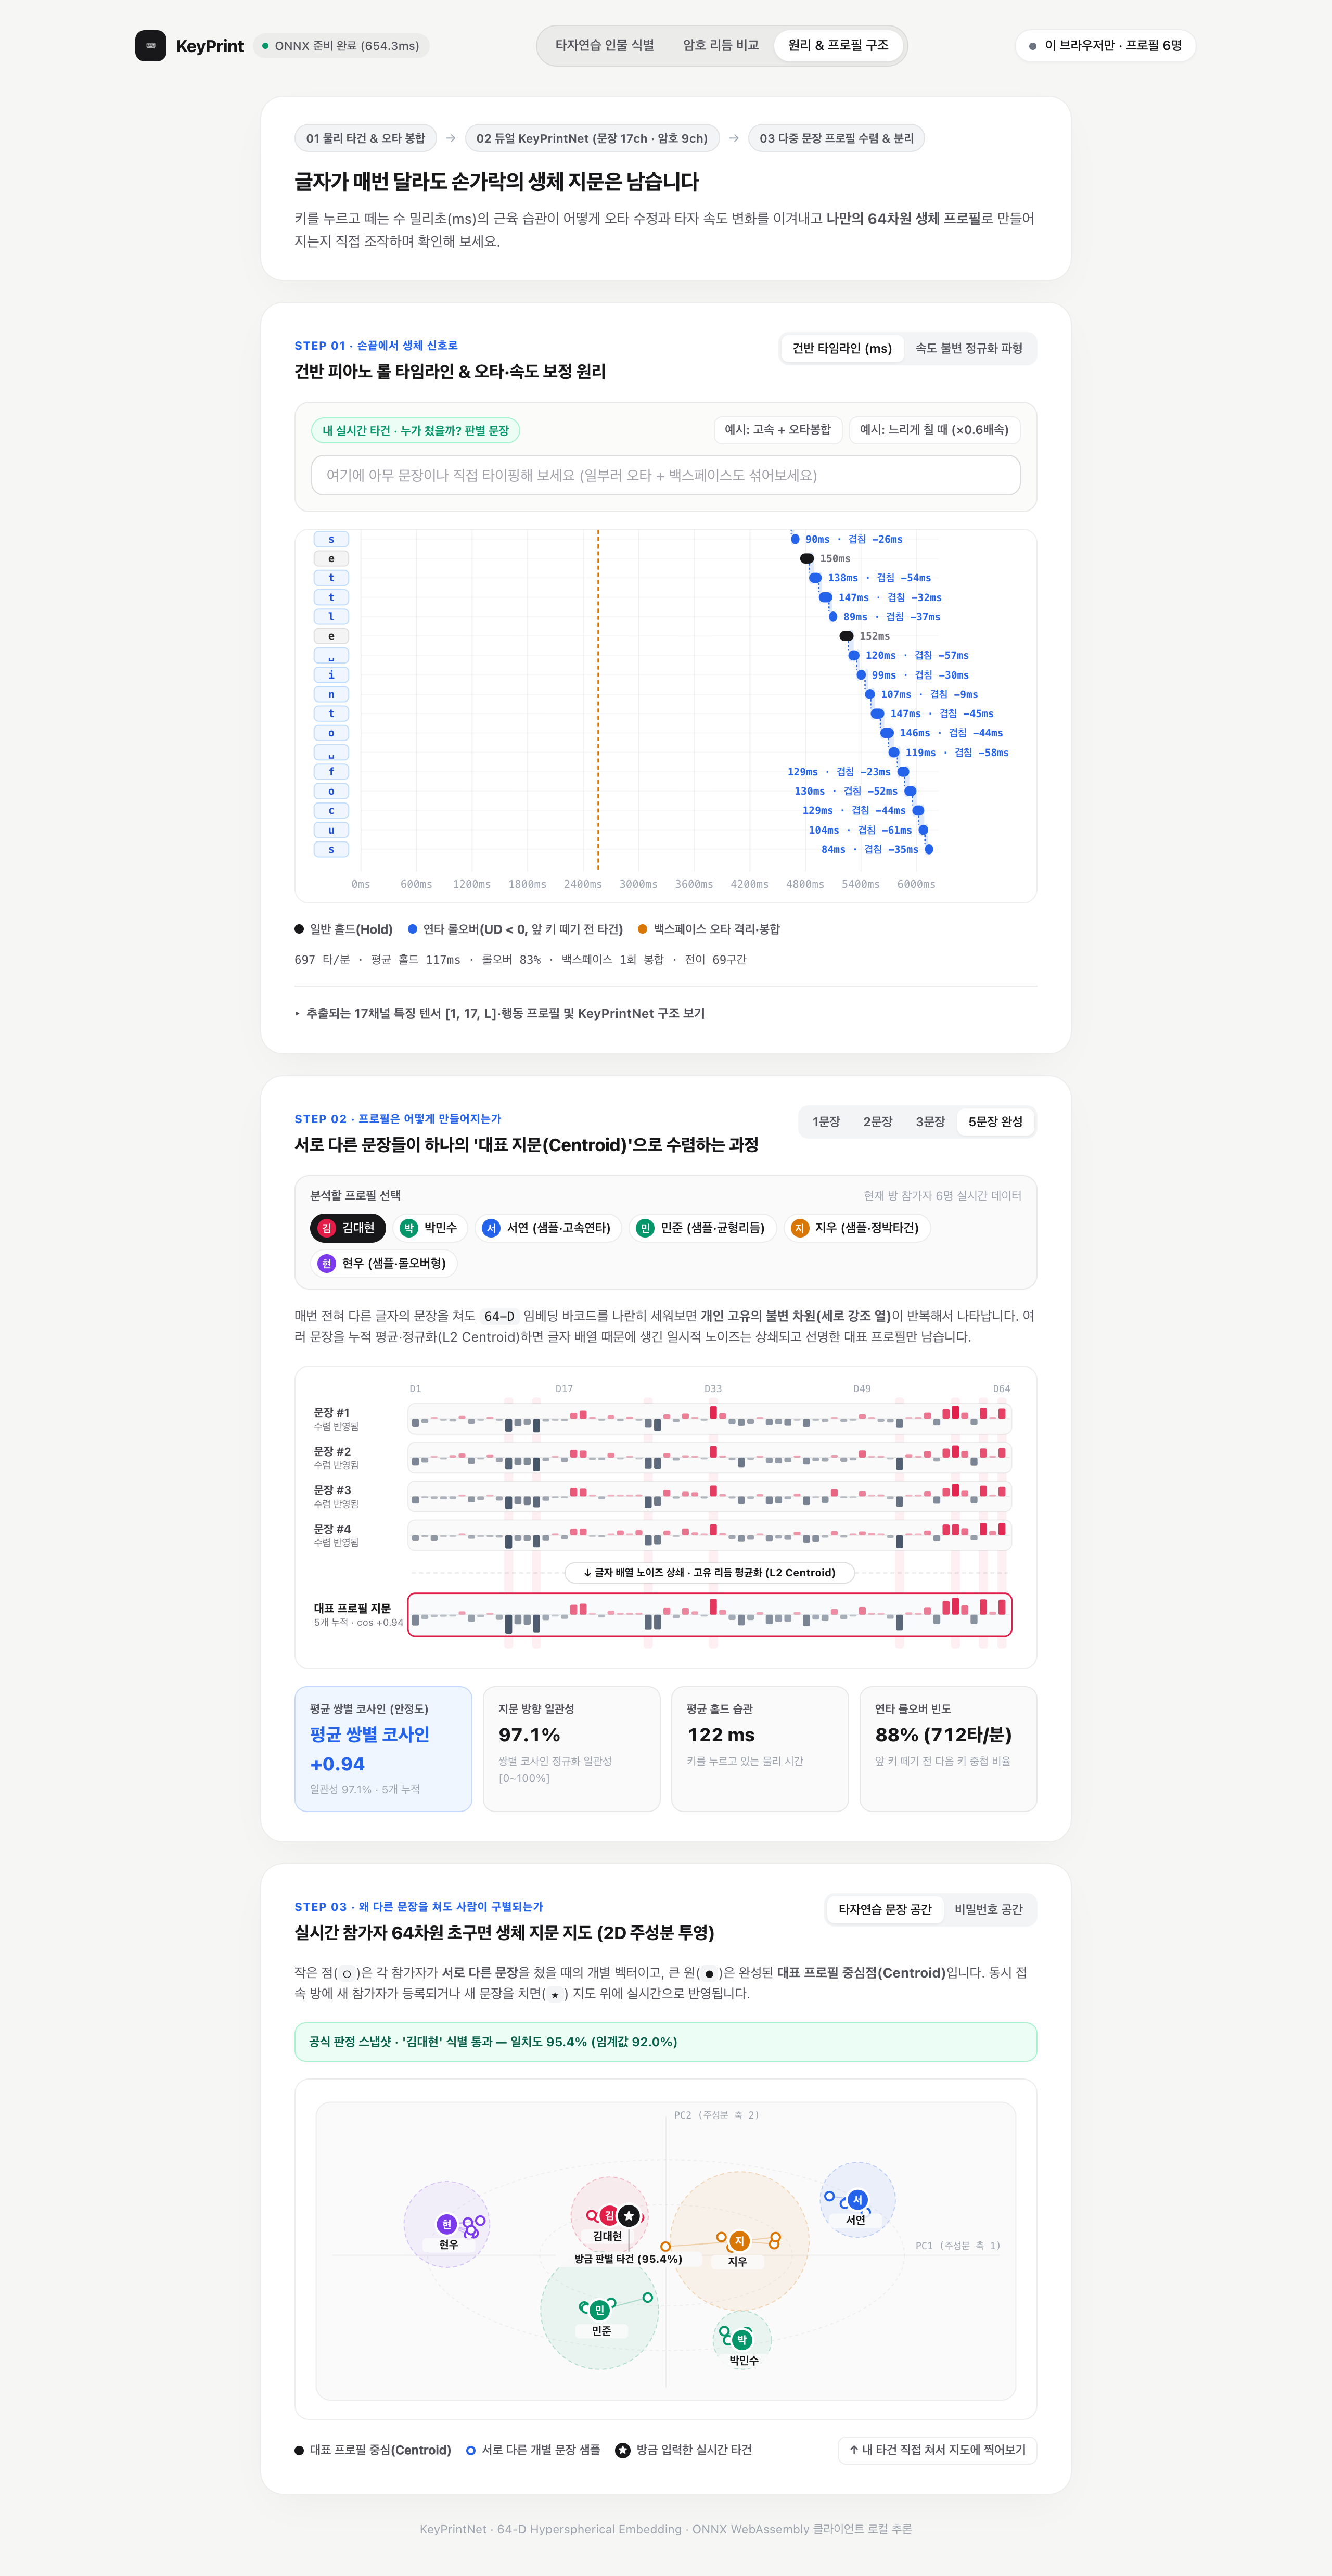 KeyPrint
ONNX 준비 완료 (654.3ms)
타자연습 인물 식별
암호 리듬 비교
원리 & 프로필 구조
이 브라우저만 · 프로필 6명
01 물리 타건 & 오타 봉합 → 02 듀얼 KeyPrintNet (문장 17ch · 암호 9ch) → 03 다중 문장 프로필 수렴 & 분리
글자가 매번 달라도 손가락의 생체 지문은 남습니다
키를 누르고 떼는 수 밀리초(ms)의 근육 습관이 어떻게 오타 수정과 타자 속도 변화를 이겨내고 나만의 64차원 생체 프로필로 만들어
지는지 직접 조작하며 확인해 보세요.
STEP 01 · 손끝에서 생체 신호로
건반 피아노 롤 타임라인 & 오타·속도 보정 원리
건반 타임라인 (ms)
속도 불변 정규화 파형
내 실시간 타건 · 누가 쳤을까? 판별 문장
예시: 고속 + 오타봉합
예시: 느리게 칠 때 (×0.6배속)
여기에 아무 문장이나 직접 타이핑해 보세요 (일부러 오타 + 백스페이스도 섞어보세요)
s 90ms · 겹침 −26ms
e 150ms
t 138ms · 겹침 −54ms
t 147ms · 겹침 −32ms
l 89ms · 겹침 −37ms
e 152ms
␣ 120ms · 겹침 −57ms
i 99ms · 겹침 −30ms
n 107ms · 겹침 −9ms
t 147ms · 겹침 −45ms
o 146ms · 겹침 −44ms
␣ 119ms · 겹침 −58ms
f 129ms · 겹침 −23ms
o 130ms · 겹침 −52ms
c 129ms · 겹침 −44ms
u 104ms · 겹침 −61ms
s 84ms · 겹침 −35ms
0ms 600ms 1200ms 1800ms 2400ms 3000ms 3600ms 4200ms 4800ms 5400ms 6000ms
일반 홀드(Hold) 연타 롤오버(UD < 0, 앞 키 떼기 전 타건) 백스페이스 오타 격리·봉합
697 타/분 · 평균 홀드 117ms · 롤오버 83% · 백스페이스 1회 봉합 · 전이 69구간
▸ 추출되는 17채널 특징 텐서 [1, 17, L]·행동 프로필 및 KeyPrintNet 구조 보기
STEP 02 · 프로필은 어떻게 만들어지는가
서로 다른 문장들이 하나의 '대표 지문(Centroid)'으로 수렴하는 과정
1문장 2문장 3문장 5문장 완성
분석할 프로필 선택
현재 방 참가자 6명 실시간 데이터
김 김대현
박 박민수
서 서연 (샘플·고속연타)
민 민준 (샘플·균형리듬)
지 지우 (샘플·정박타건)
현 현우 (샘플·롤오버형)
매번 전혀 다른 글자의 문장을 쳐도 64−D 임베딩 바코드를 나란히 세워보면 개인 고유의 불변 차원(세로 강조 열)이 반복해서 나타납니다. 여
러 문장을 누적 평균·정규화(L2 Centroid)하면 글자 배열 때문에 생긴 일시적 노이즈는 상쇄되고 선명한 대표 프로필만 남습니다.
D1 D17 D33 D49 D64
문장 #1
수렴 반영됨
문장 #2
수렴 반영됨
문장 #3
수렴 반영됨
문장 #4
수렴 반영됨
↓ 글자 배열 노이즈 상쇄 · 고유 리듬 평균화 (L2 Centroid)
대표 프로필 지문
5개 누적 · cos +0.94
평균 쌍별 코사인 (안정도)
평균 쌍별 코사인
+0.94
일관성 97.1% · 5개 누적
지문 방향 일관성
97.1%
쌍별 코사인 정규화 일관성
[0~100%]
평균 홀드 습관
122 ms
키를 누르고 있는 물리 시간
연타 롤오버 빈도
88% (712타/분)
앞 키 떼기 전 다음 키 중첩 비율
STEP 03 · 왜 다른 문장을 쳐도 사람이 구별되는가
실시간 참가자 64차원 초구면 생체 지문 지도 (2D 주성분 투영)
타자연습 문장 공간
비밀번호 공간
작은 점( ○ )은 각 참가자가 서로 다른 문장을 쳤을 때의 개별 벡터이고, 큰 원( ● )은 완성된 대표 프로필 중심점(Centroid)입니다. 동시 접
속 방에 새 참가자가 등록되거나 새 문장을 치면( ★ ) 지도 위에 실시간으로 반영됩니다.
공식 판정 스냅샷 · '김대현' 식별 통과 — 일치도 95.4% (임계값 92.0%)
PC2 (주성분 축 2)
PC1 (주성분 축 1)
현
현우
김
김대현
방금 판별 타건 (95.4%)
지
지우
서
서연
민
민준
박
박민수
대표 프로필 중심(Centroid) 서로 다른 개별 문장 샘플 방금 입력한 실시간 타건
↑ 내 타건 직접 쳐서 지도에 찍어보기
KeyPrintNet · 64-D Hyperspherical Embedding · ONNX WebAssembly 클라이언트 로컬 추론